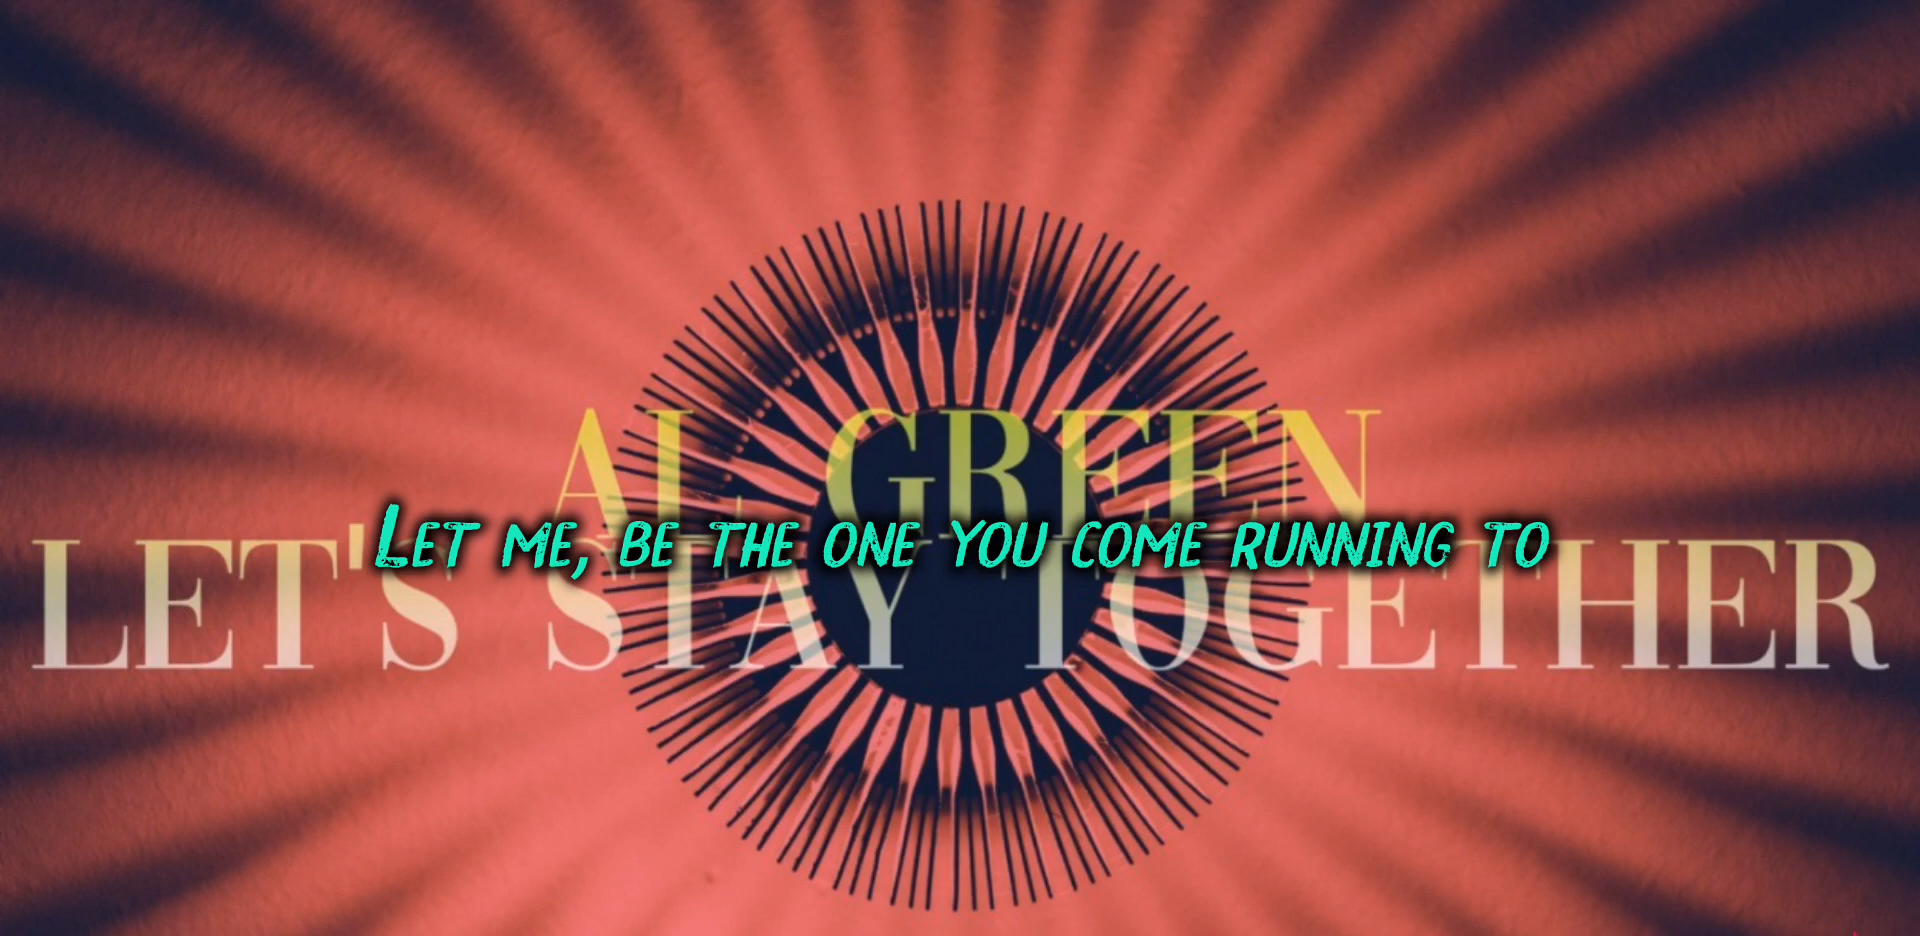 AL GREEN
Let me, be the one you come running to
LET'S STAY TOGETHER